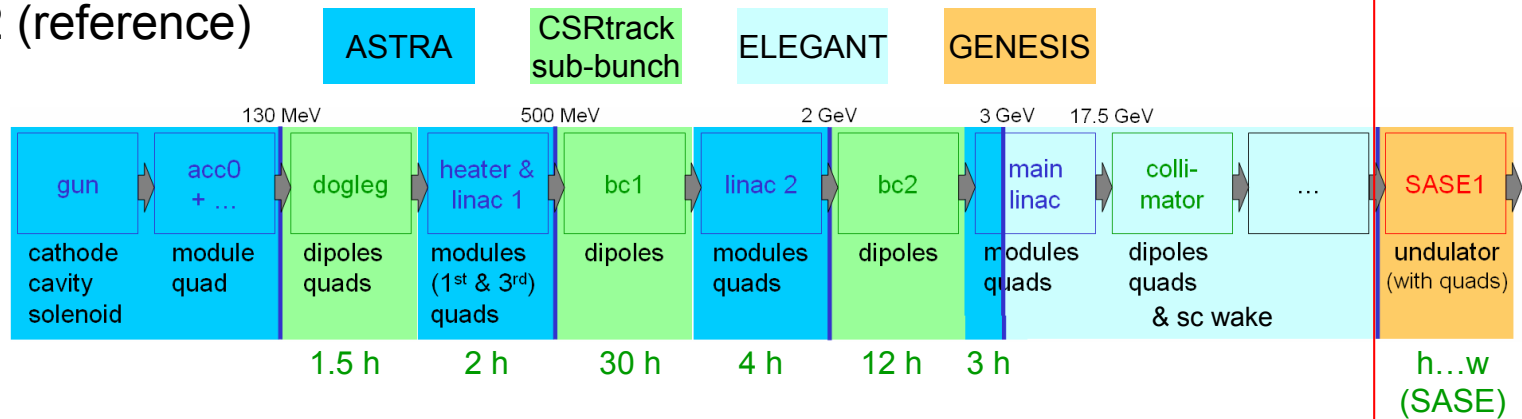 (reference)
ASTRA
CSRtrack
sub-bunch
ELEGANT
GENESIS
130 MeV
500 MeV
2 GeV
3 GeV
17.5 GeV
gun
acc0
+ ...
dogleg
heater &
linac 1
bc1
linac 2
bc2
main
linac
colli-
mator
...
SASE1
cathode
cavity
solenoid
module
quad
dipoles
quads
modules
(1st & 3rd)
quads
dipoles
modules
quads
dipoles
modules
quads
dipoles
quads
& sc wake
undulator
(with quads)
1.5 h
2 h
30 h
4 h
12 h
3 h
h...w
(SASE)